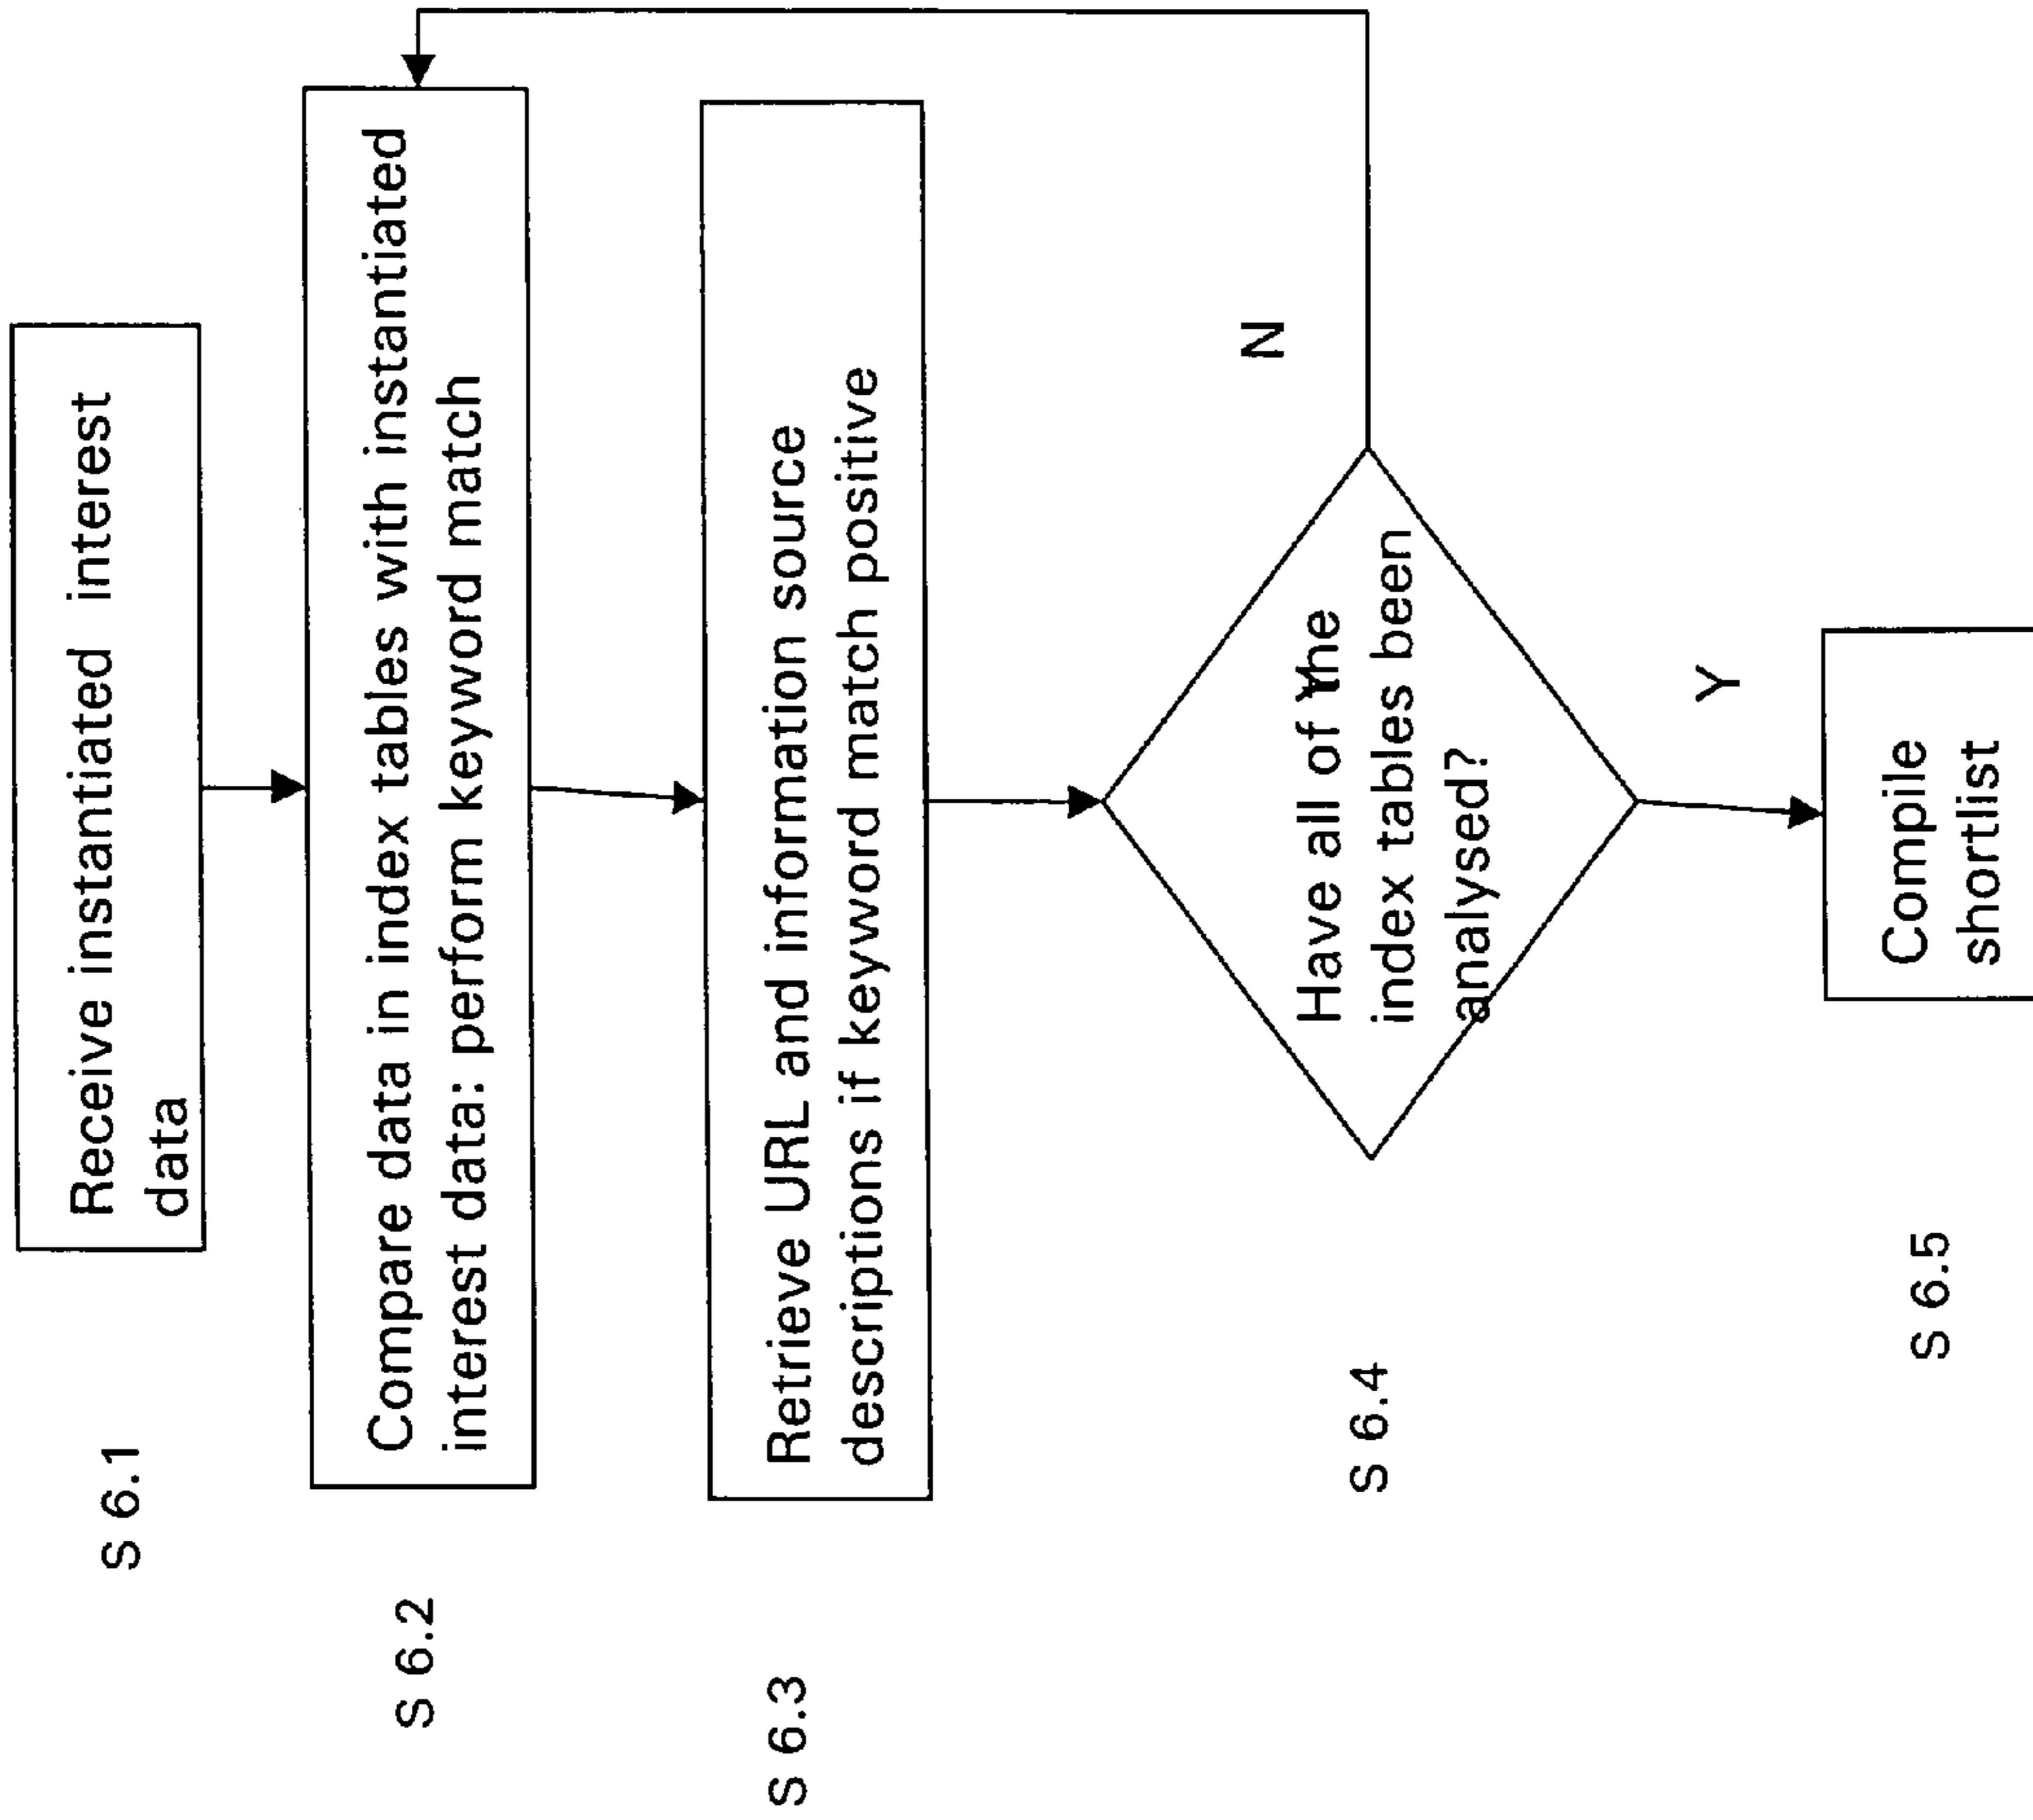 S 6.1
Receive instantiated interest
data
S 6.2
Compare data in index tables with instantiated
interest data: perform keyword match
S 6.3
Retrieve URL and information source
descriptions if keyword match positive
S 6.4
Have all of the
index tables been
analysed?
N
Y
S 6.5
Compile
shortlist